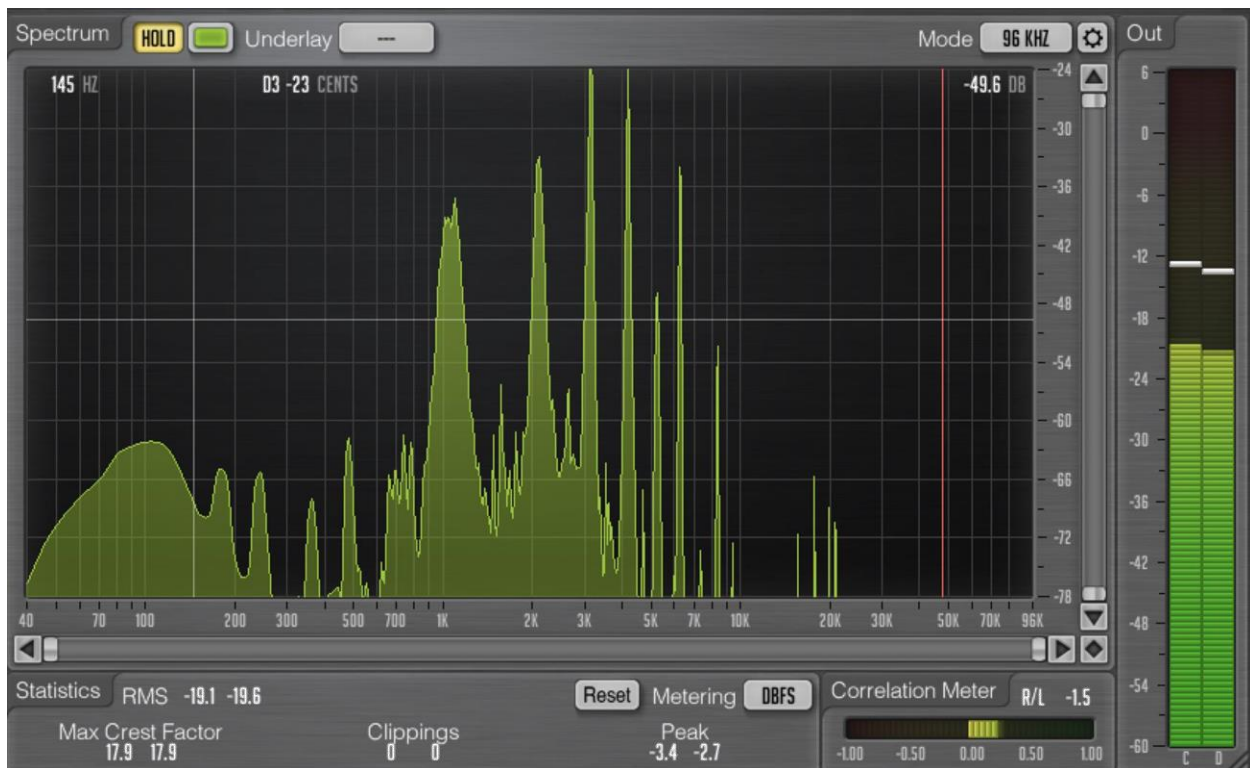 Spectrum HOLD Underlay --- Mode 96 KHZ Out
145 HZ D3 -23 CENTS -49.6 DB
-24
-30
-36
-42
-48
-54
-60
-66
-72
-78
40 70 100 200 300 500 700 1K 2K 3K 5K 7K 10K 20K 30K 50K 70K 96K
6
0
-6
-12
-18
-24
-30
-36
-42
-48
-54
-60
C D
Statistics RMS -19.1 -19.6 Reset Metering DBFS
Max Crest Factor Clippings Peak
17.9 17.9 0 0 -3.4 -2.7
Correlation Meter R/L -1.5
-1.00 -0.50 0.00 0.50 1.00